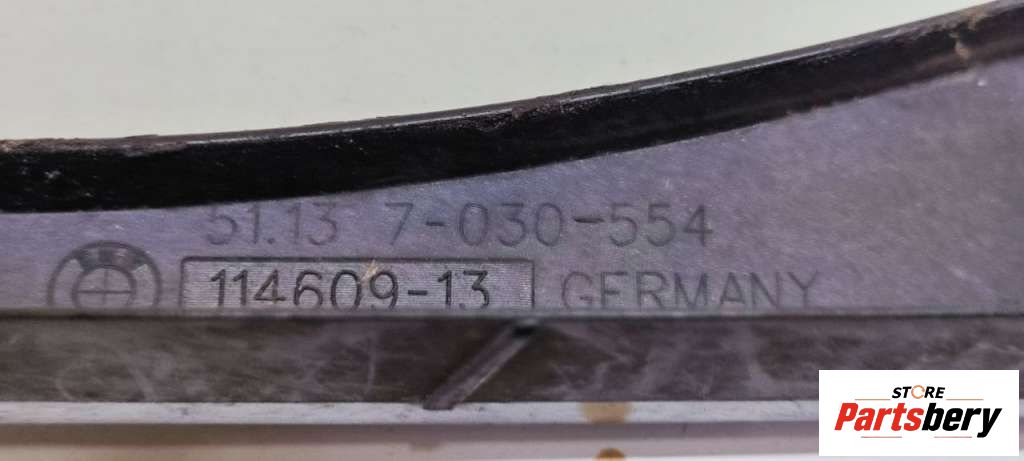 51.13 7-030-554
114609-13 GERMANY
STORE
Partsbery